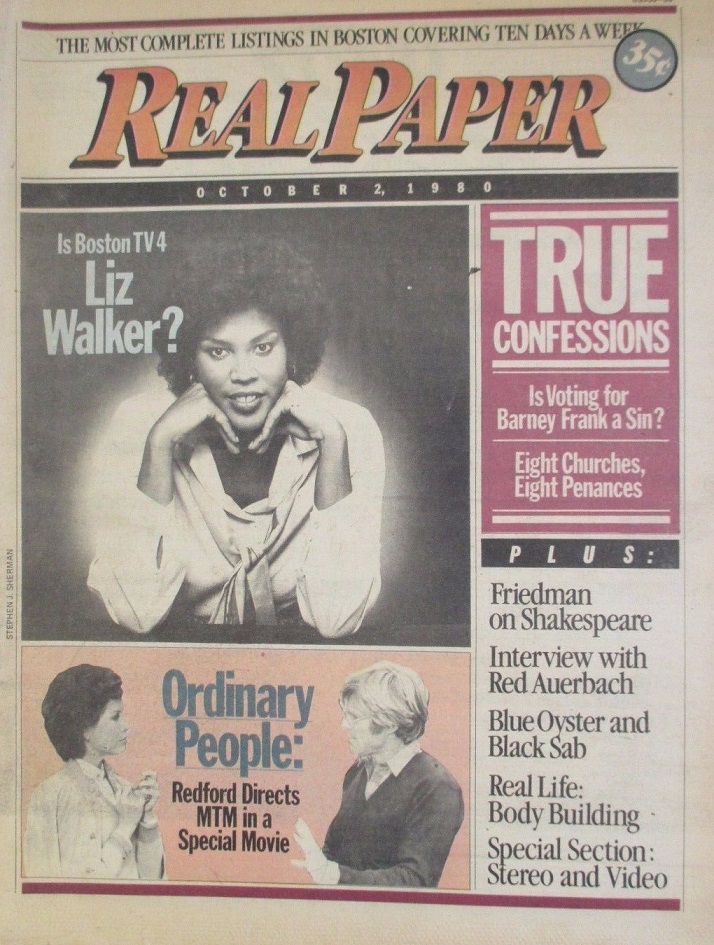 THE MOST COMPLETE LISTINGS IN BOSTON COVERING TEN DAYS A WEEK
35¢
REAL PAPER
OCTOBER 2, 1980
Is Boston TV 4
Liz
Walker?
TRUE
CONFESSIONS
Is Voting for
Barney Frank a Sin?
Eight Churches,
Eight Penances
PLUS:
Friedman
on Shakespeare
Interview with
Red Auerbach
Blue Oyster and
Black Sab
Real Life:
Body Building
Special Section:
Stereo and Video
STEPHEN J. SHERMAN
Ordinary
People:
Redford Directs
MTM in a
Special Movie